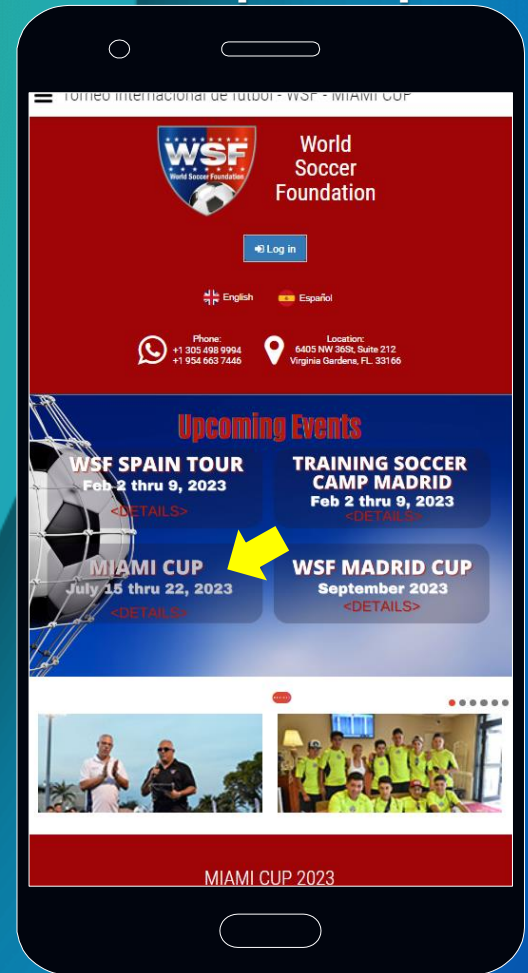 Torneo Internacional de futbol - WSF - MIAMI CUP
WSF
World Soccer Foundation
World
Soccer
Foundation
Log in
English
Español
Phone:
+1 305 498 9994
+1 954 663 7446
Location:
6405 NW 36St, Suite 212
Virginia Gardens, FL. 33166
Upcoming Events
WSF SPAIN TOUR
Feb 2 thru 9, 2023
<DETAILS>
TRAINING SOCCER
CAMP MADRID
Feb 2 thru 9, 2023
<DETAILS>
MIAMI CUP
July 15 thru 22, 2023
<DETAILS>
WSF MADRID CUP
September 2023
<DETAILS>
MIAMI CUP 2023